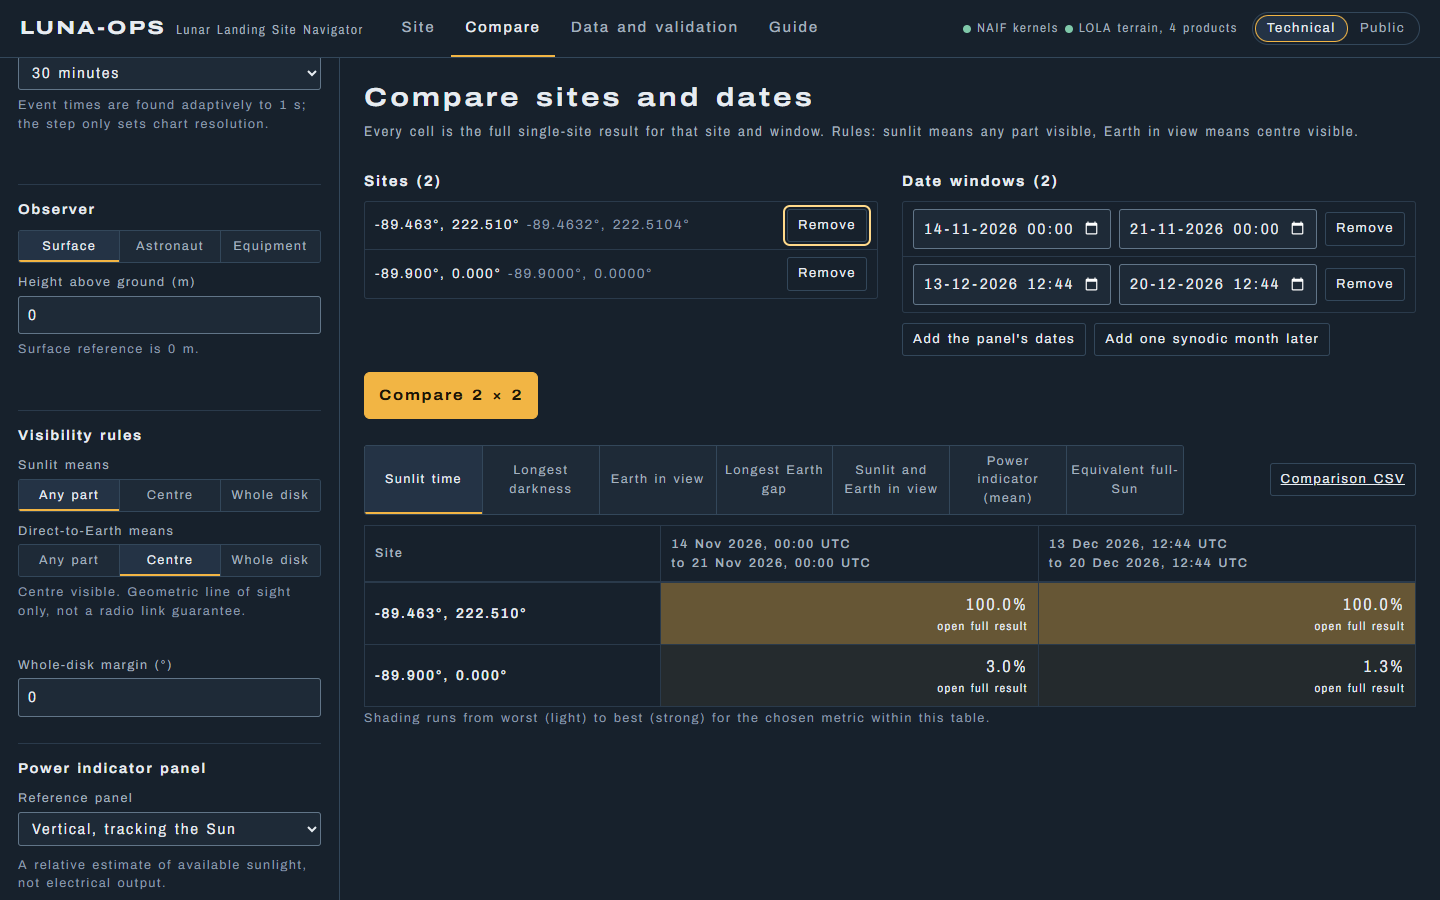 LUNA-OPS Lunar Landing Site Navigator Site Compare Data and validation Guide NAIF kernels LOLA terrain, 4 products Technical Public
30 minutes
Event times are found adaptively to 1 s;
the step only sets chart resolution.
Observer
Surface Astronaut Equipment
Height above ground (m)
0
Surface reference is 0 m.
Visibility rules
Sunlit means
Any part Centre Whole disk
Direct-to-Earth means
Any part Centre Whole disk
Centre visible. Geometric line of sight
only, not a radio link guarantee.
Whole-disk margin (°)
0
Power indicator panel
Reference panel
Vertical, tracking the Sun
A relative estimate of available sunlight,
not electrical output.
Compare sites and dates
Every cell is the full single-site result for that site and window. Rules: sunlit means any part visible, Earth in view means centre visible.
Sites (2)
-89.463°, 222.510° -89.4632°, 222.5104° Remove
-89.900°, 0.000° -89.9000°, 0.0000° Remove
Date windows (2)
14-11-2026 00:00 21-11-2026 00:00 Remove
13-12-2026 12:44 20-12-2026 12:44 Remove
Add the panel's dates Add one synodic month later
Compare 2 × 2
Sunlit time
Longest
darkness
Earth in view
Longest Earth
gap
Sunlit and
Earth in view
Power
indicator
(mean)
Equivalent full-
Sun
Comparison CSV
Site
14 Nov 2026, 00:00 UTC
to 21 Nov 2026, 00:00 UTC
13 Dec 2026, 12:44 UTC
to 20 Dec 2026, 12:44 UTC
-89.463°, 222.510°
100.0%
open full result
100.0%
open full result
-89.900°, 0.000°
3.0%
open full result
1.3%
open full result
Shading runs from worst (light) to best (strong) for the chosen metric within this table.